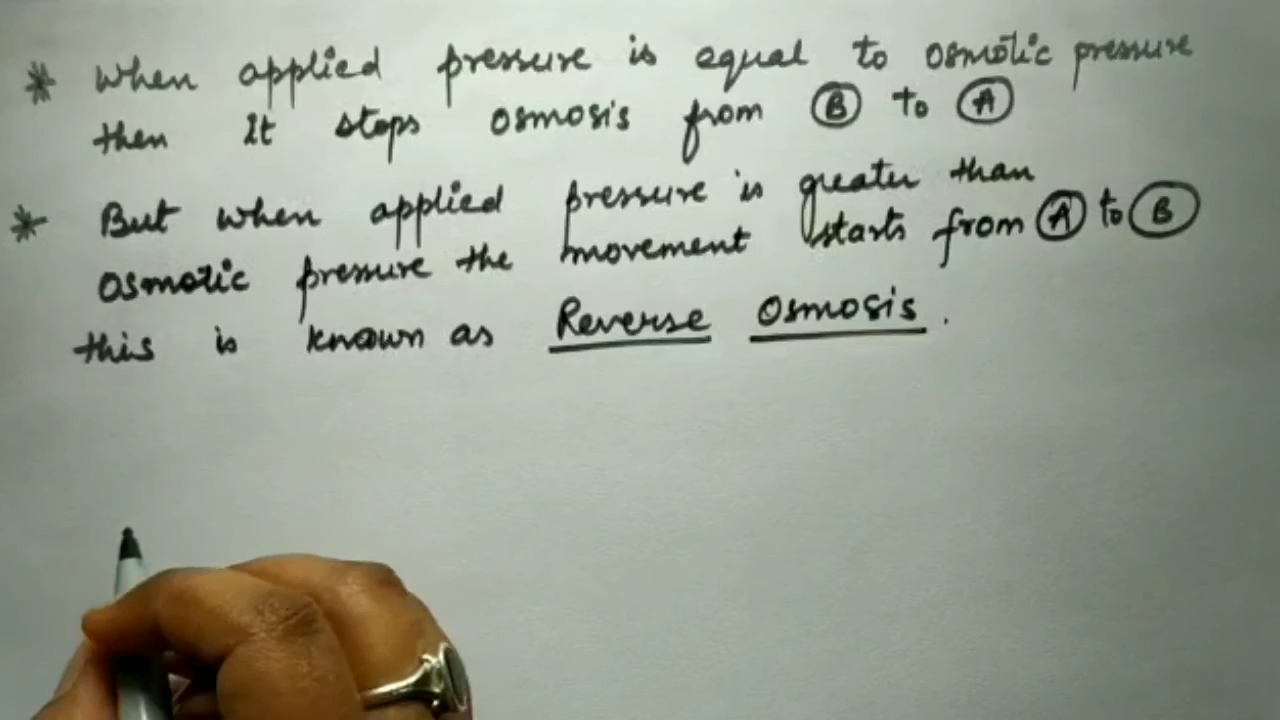 * When applied pressure is equal to osmotic pressure
then It stops osmosis from Ⓑ to Ⓐ
* But when applied pressure is greater than
osmotic pressure the movement starts from Ⓐ to Ⓑ
this is known as Reverse Osmosis.